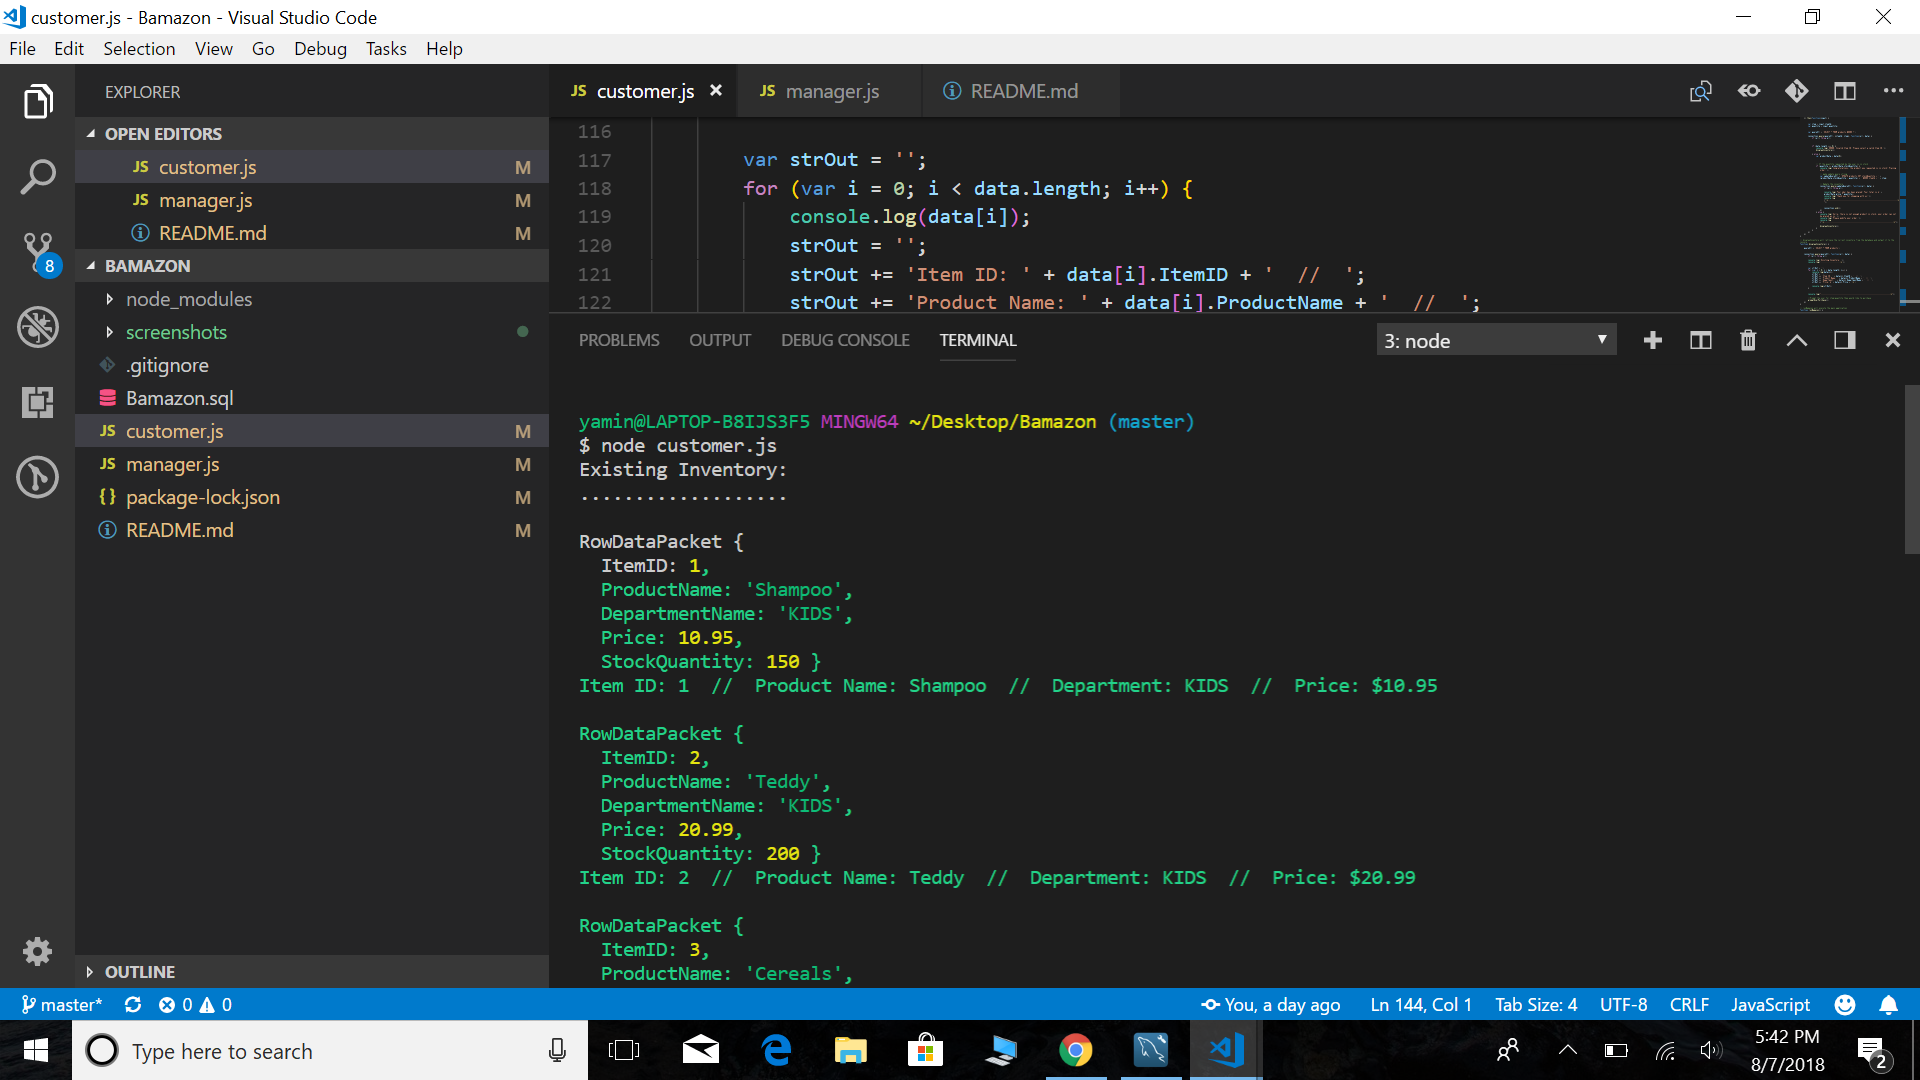 customer.js - Bamazon - Visual Studio Code
File Edit Selection View Go Debug Tasks Help
EXPLORER
OPEN EDITORS
JS customer.js M
JS manager.js M
README.md M
BAMAZON
node_modules
screenshots
.gitignore
Bamazon.sql
JS customer.js M
JS manager.js M
{} package-lock.json M
README.md M
OUTLINE
8
JS customer.js JS manager.js README.md
116
117 var strOut = '';
118 for (var i = 0; i < data.length; i++) {
119 console.log(data[i]);
120 strOut = '';
121 strOut += 'Item ID: ' + data[i].ItemID + '  //  ';
122 strOut += 'Product Name: ' + data[i].ProductName + '  //  ';
PROBLEMS OUTPUT DEBUG CONSOLE TERMINAL 3: node
yamin@LAPTOP-B8IJS3F5 MINGW64 ~/Desktop/Bamazon (master)
$ node customer.js
Existing Inventory:
...................
RowDataPacket {
ItemID: 1,
ProductName: 'Shampoo',
DepartmentName: 'KIDS',
Price: 10.95,
StockQuantity: 150 }
Item ID: 1  //  Product Name: Shampoo  //  Department: KIDS  //  Price: $10.95
RowDataPacket {
ItemID: 2,
ProductName: 'Teddy',
DepartmentName: 'KIDS',
Price: 20.99,
StockQuantity: 200 }
Item ID: 2  //  Product Name: Teddy  //  Department: KIDS  //  Price: $20.99
RowDataPacket {
ItemID: 3,
ProductName: 'Cereals',
master* 0 0 You, a day ago Ln 144, Col 1 Tab Size: 4 UTF-8 CRLF JavaScript
Type here to search
5:42 PM
8/7/2018
2